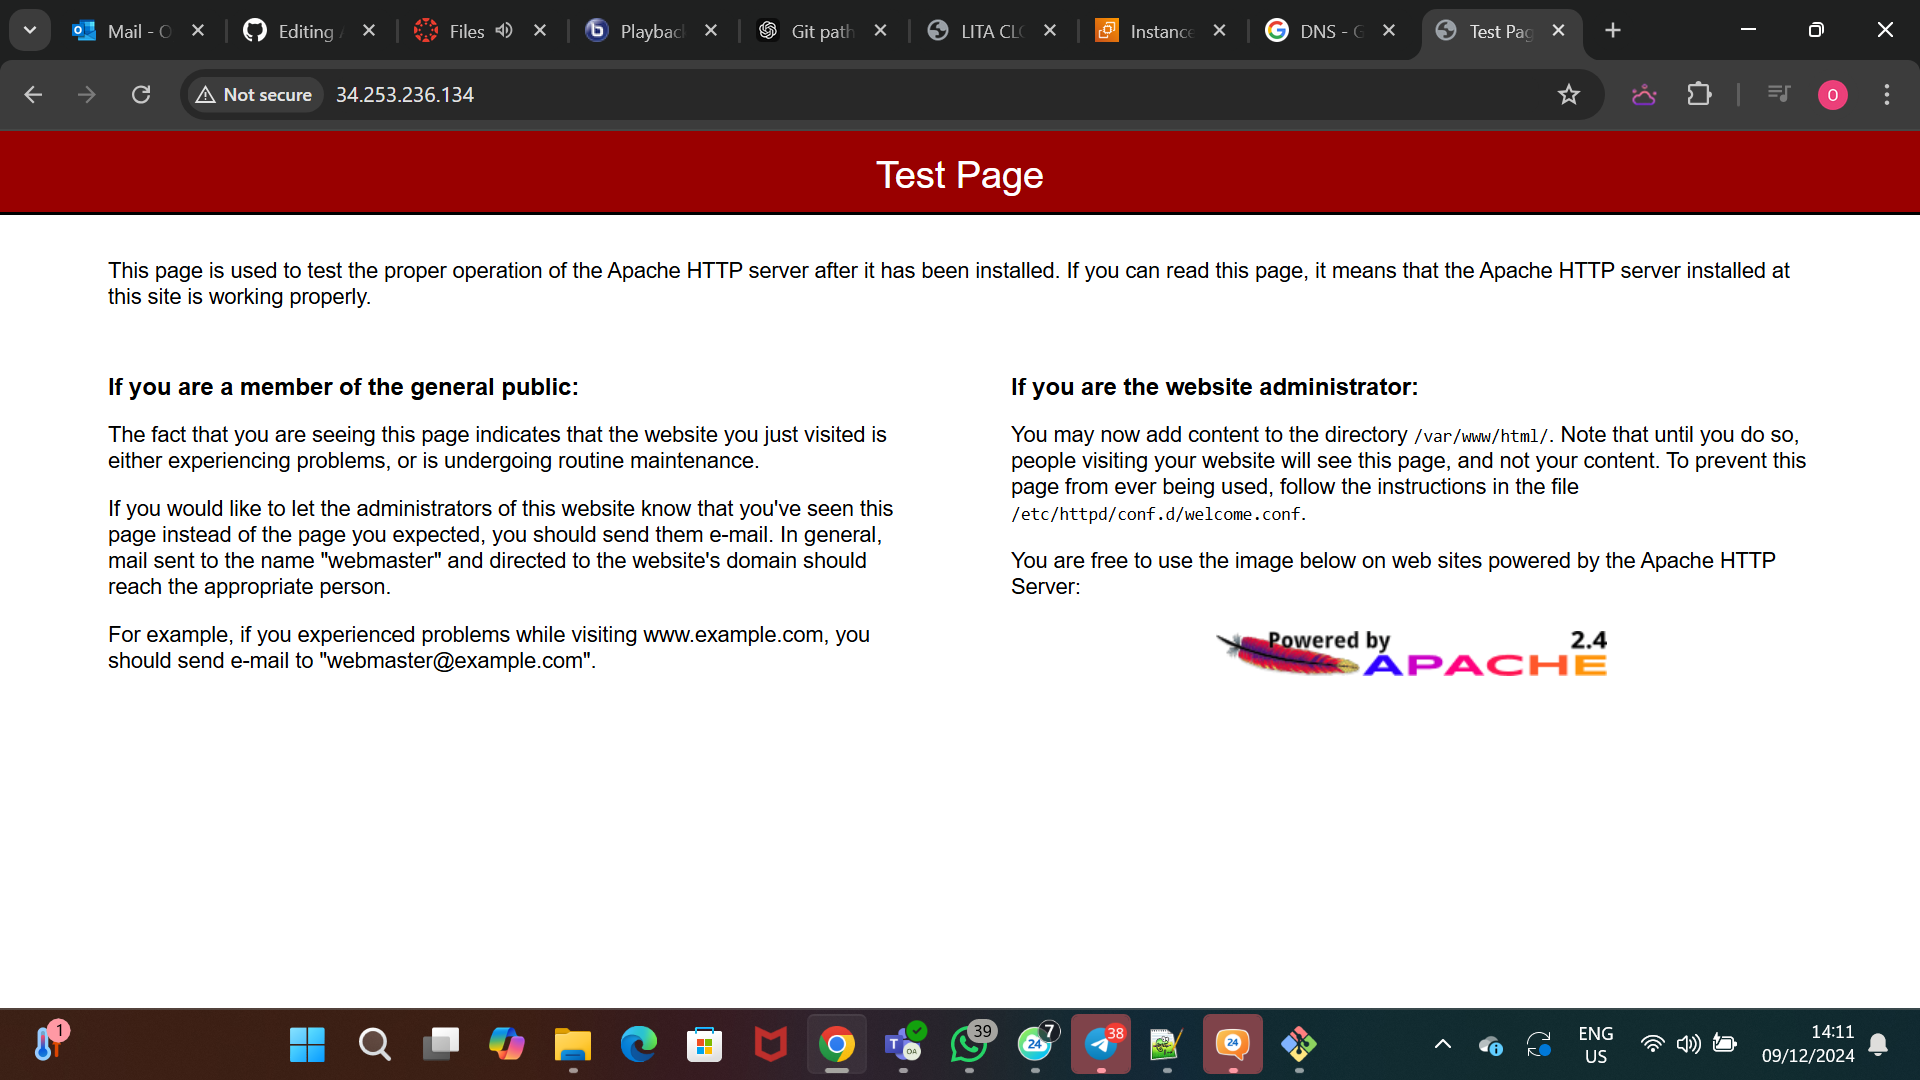 Mail - O
Editing
Files
Playbac
Git path
LITA CLO
Instance
DNS - G
Test Pag
Not secure
34.253.236.134
O
Test Page
This page is used to test the proper operation of the Apache HTTP server after it has been installed. If you can read this page, it means that the Apache HTTP server installed at
this site is working properly.
If you are a member of the general public:
The fact that you are seeing this page indicates that the website you just visited is
either experiencing problems, or is undergoing routine maintenance.
If you would like to let the administrators of this website know that you've seen this
page instead of the page you expected, you should send them e-mail. In general,
mail sent to the name "webmaster" and directed to the website's domain should
reach the appropriate person.
For example, if you experienced problems while visiting www.example.com, you
should send e-mail to "webmaster@example.com".
If you are the website administrator:
You may now add content to the directory /var/www/html/. Note that until you do so,
people visiting your website will see this page, and not your content. To prevent this
page from ever being used, follow the instructions in the file
/etc/httpd/conf.d/welcome.conf.
You are free to use the image below on web sites powered by the Apache HTTP
Server:
Powered by 2.4
APACHE
1
T
OA
39
24
7
38
24
ENG
US
14:11
09/12/2024